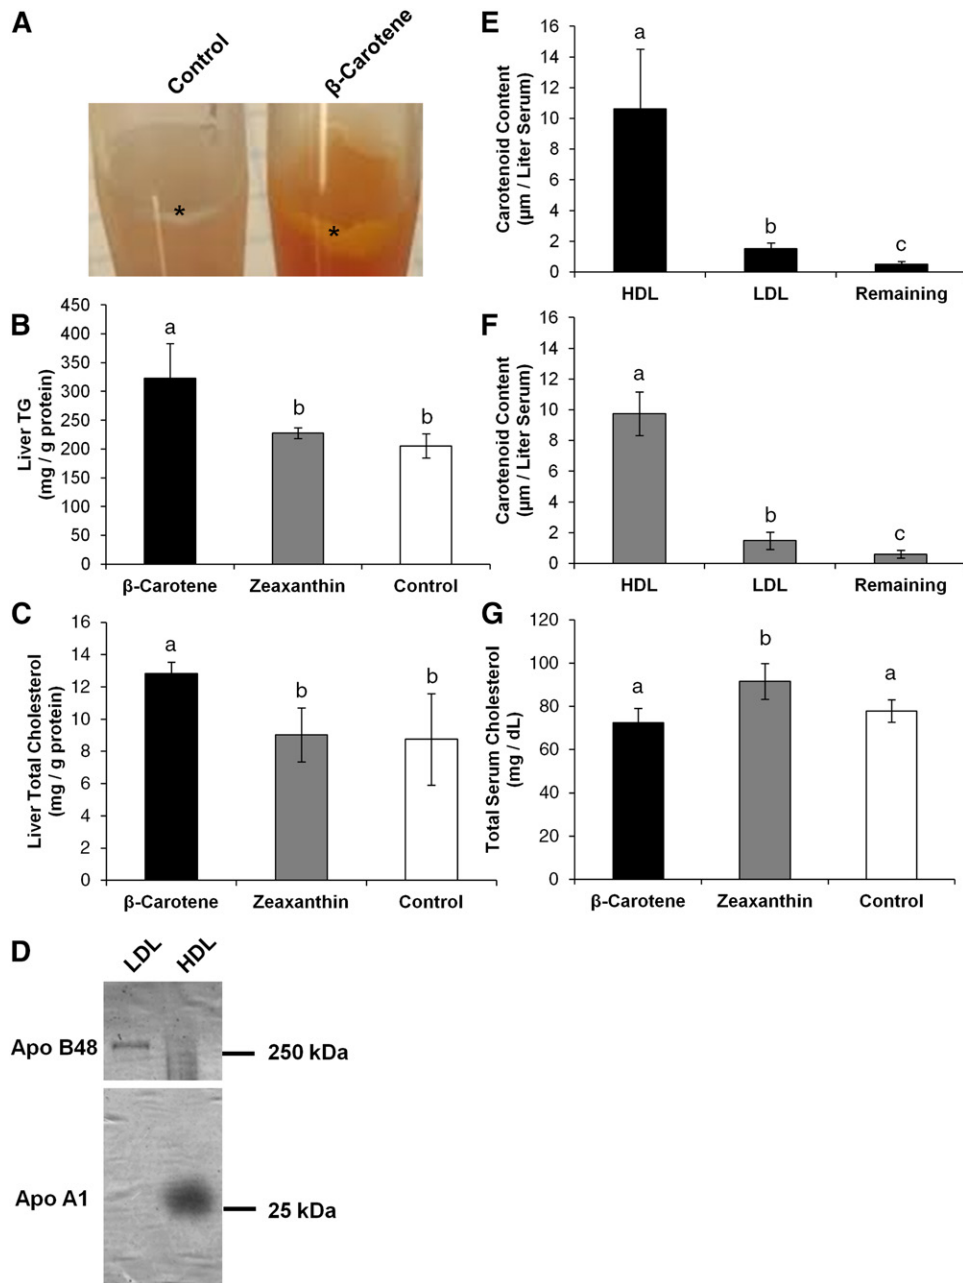 A
Control
β-Carotene
*
*
B
Liver TG
(mg / g protein)
450
400
350
300
250
200
150
100
50
0
a
b
b
β-Carotene
Zeaxanthin
Control
C
Liver Total Cholesterol
(mg / g protein)
16
14
12
10
8
6
4
2
0
a
b
b
β-Carotene
Zeaxanthin
Control
D
LDL
HDL
Apo B48
250 kDa
Apo A1
25 kDa
E
Carotenoid Content
(µm / Liter Serum)
16
14
12
10
8
6
4
2
0
a
b
c
HDL
LDL
Remaining
F
Carotenoid Content
(µm / Liter Serum)
16
14
12
10
8
6
4
2
0
a
b
c
HDL
LDL
Remaining
G
Total Serum Cholesterol
(mg / dL)
120
100
80
60
40
20
0
a
b
a
β-Carotene
Zeaxanthin
Control